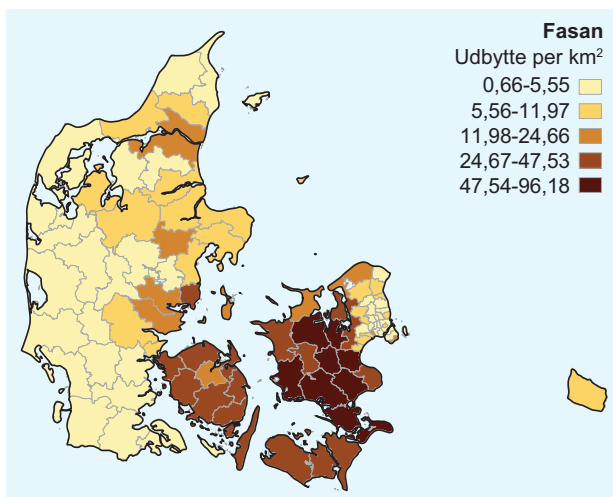 Fasan
Udbytte per km²
0,66-5,55
5,56-11,97
11,98-24,66
24,67-47,53
47,54-96,18